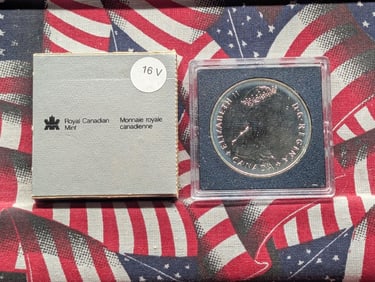 16 V
Royal Canadian
Mint
Monnaie royale
canadienne
ELIZABETH II D·G·REGINA
CANADA